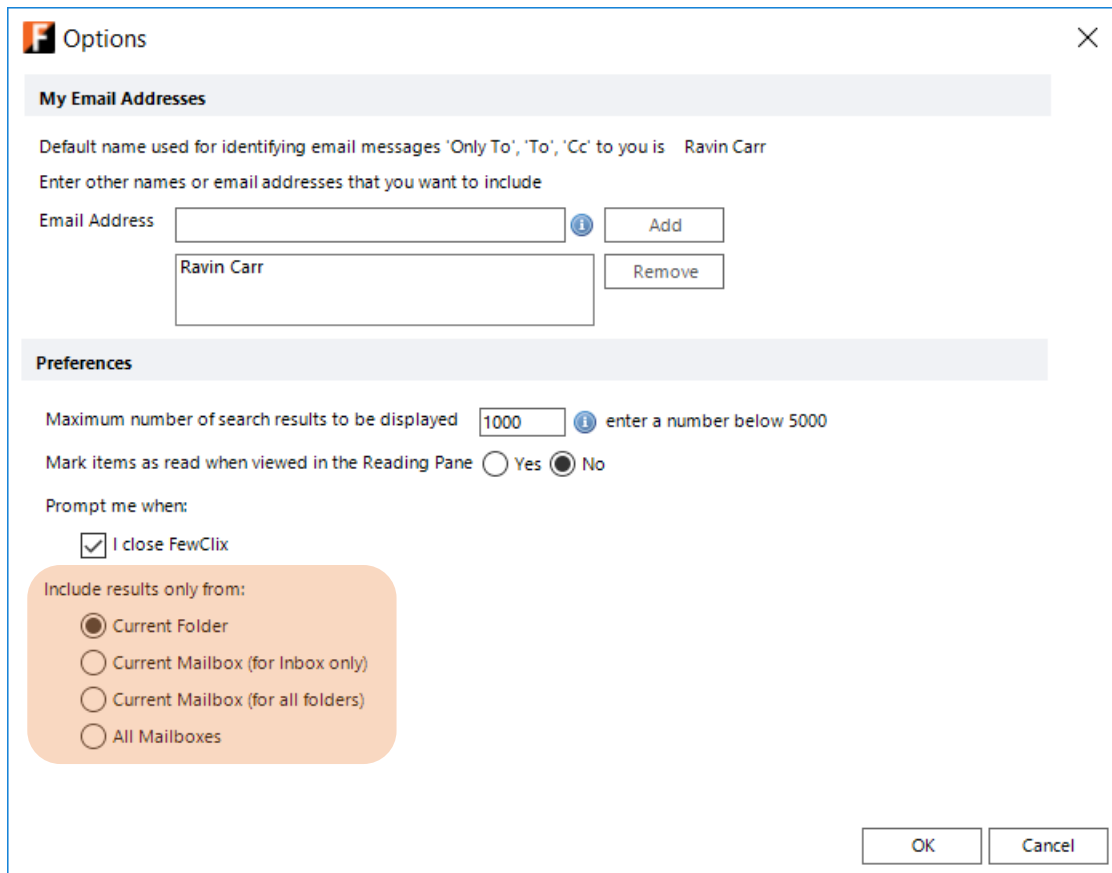 F Options
My Email Addresses
Default name used for identifying email messages 'Only To', 'To', 'Cc' to you is Ravin Carr
Enter other names or email addresses that you want to include
Email Address
Add
Ravin Carr
Remove
Preferences
Maximum number of search results to be displayed 1000 enter a number below 5000
Mark items as read when viewed in the Reading Pane Yes No
Prompt me when:
I close FewClix
Include results only from:
Current Folder
Current Mailbox (for Inbox only)
Current Mailbox (for all folders)
All Mailboxes
OK Cancel